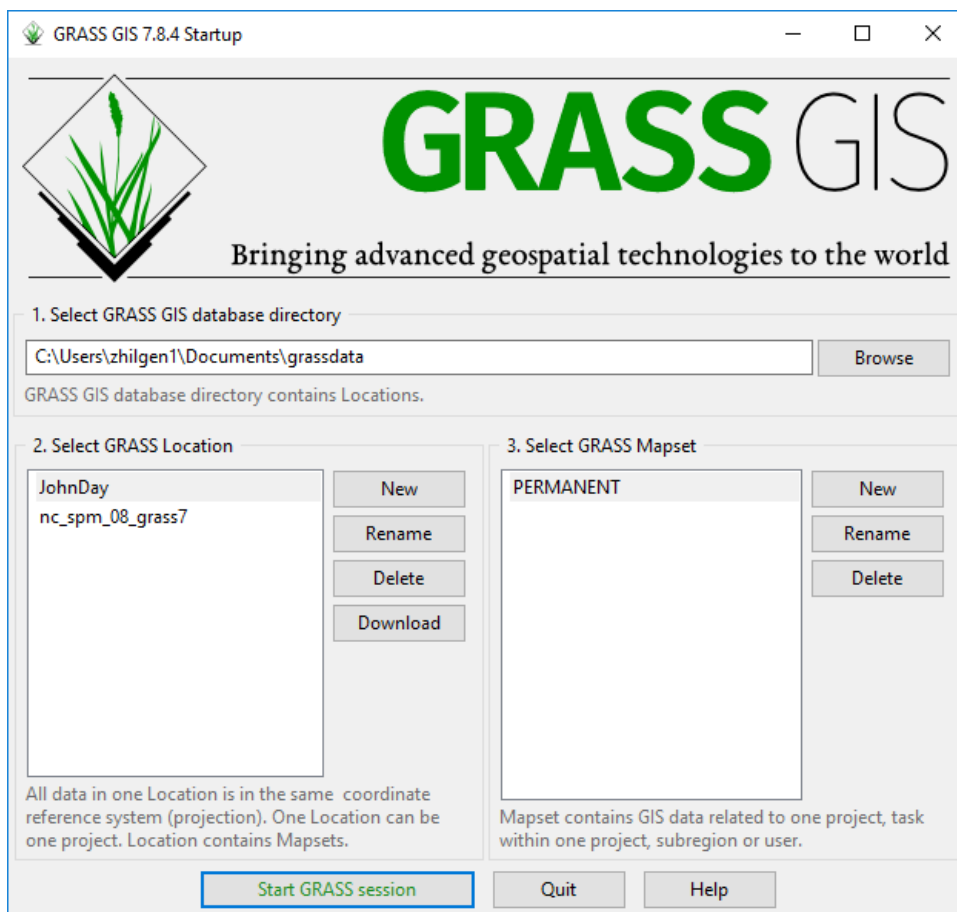 GRASS GIS 7.8.4 Startup
GRASS GIS
Bringing advanced geospatial technologies to the world
1. Select GRASS GIS database directory
C:\Users\zhilgen1\Documents\grassdata
Browse
GRASS GIS database directory contains Locations.
2. Select GRASS Location
JohnDay
nc_spm_08_grass7
New
Rename
Delete
Download
All data in one Location is in the same  coordinate
reference system (projection). One Location can be
one project. Location contains Mapsets.
3. Select GRASS Mapset
PERMANENT
New
Rename
Delete
Mapset contains GIS data related to one project, task
within one project, subregion or user.
Start GRASS session
Quit
Help